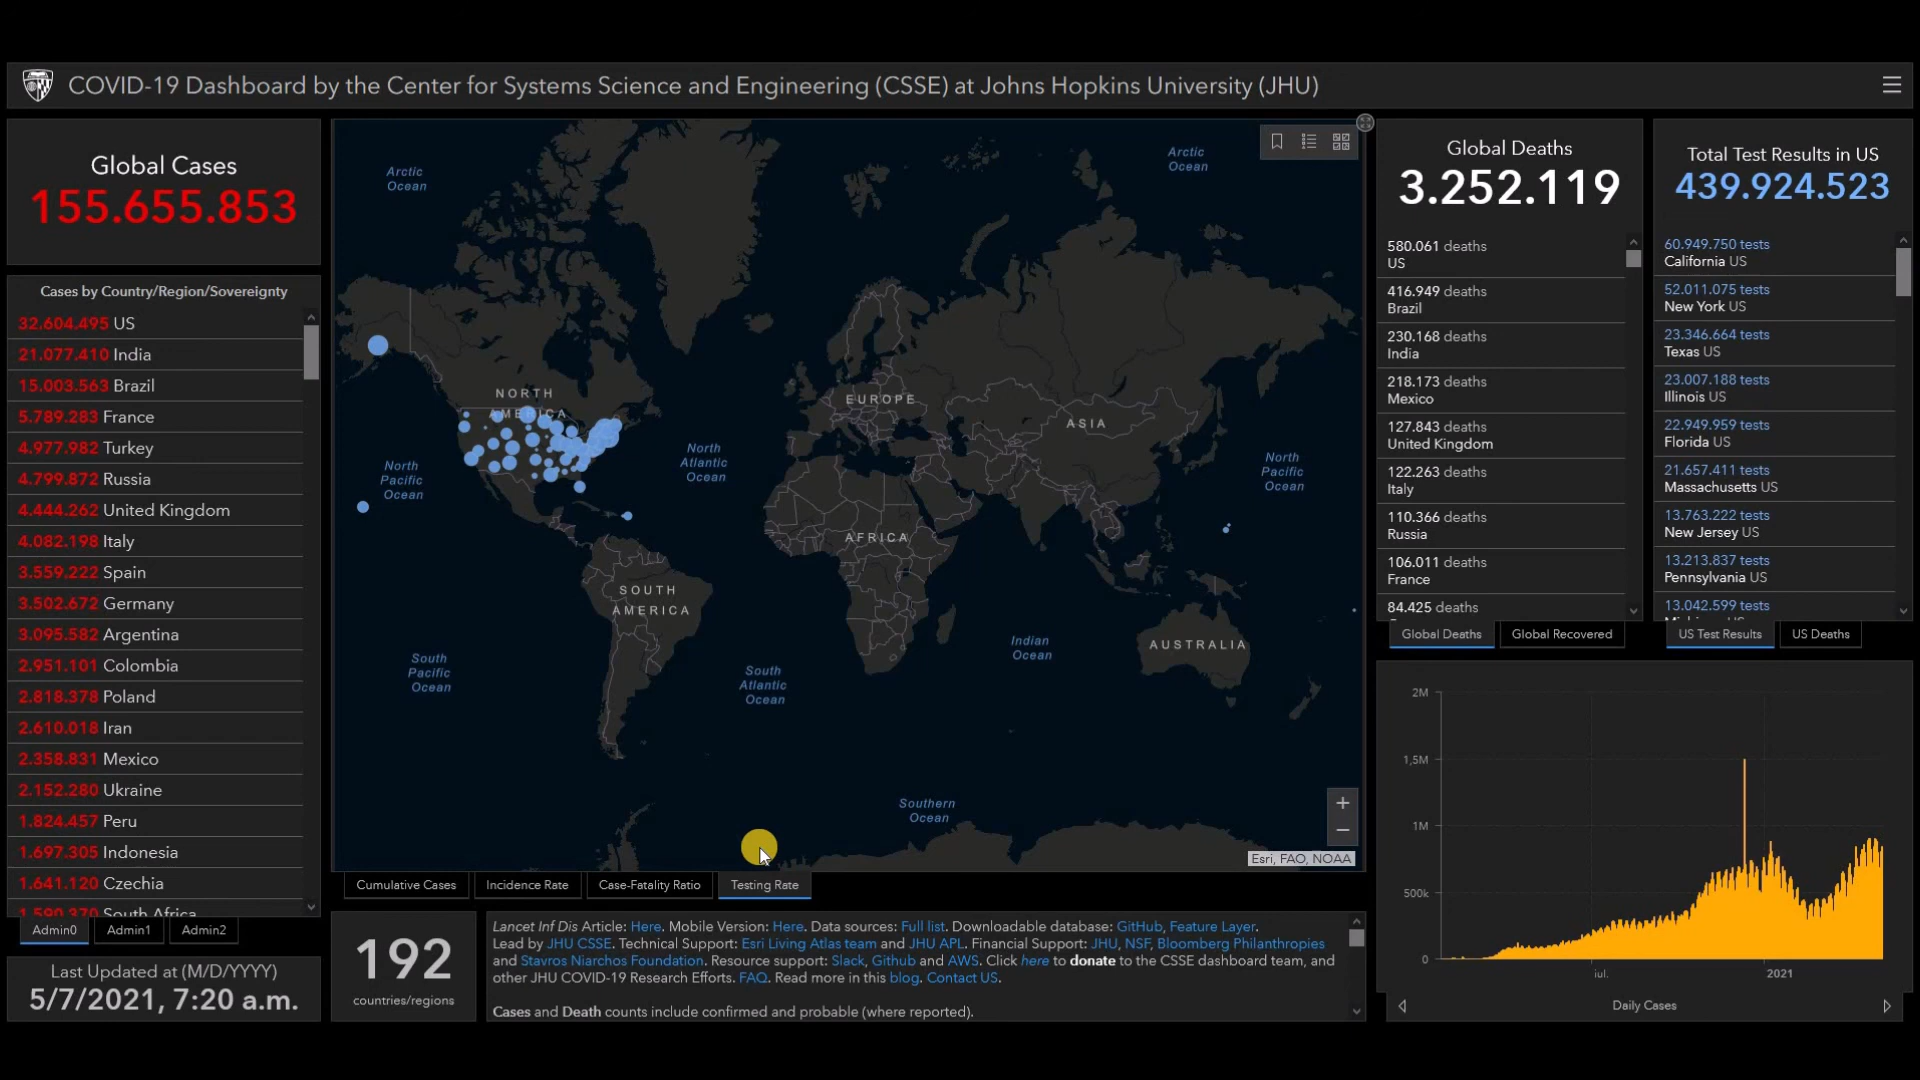 COVID-19 Dashboard by the Center for Systems Science and Engineering (CSSE) at Johns Hopkins University (JHU)
Global Cases
155.655.853
Cases by Country/Region/Sovereignty
32.604.495 US
21.077.410 India
15.003.563 Brazil
5.789.283 France
4.977.982 Turkey
4.799.872 Russia
4.444.262 United Kingdom
4.082.198 Italy
3.559.222 Spain
3.502.672 Germany
3.095.582 Argentina
2.951.101 Colombia
2.818.378 Poland
2.610.018 Iran
2.358.831 Mexico
2.152.280 Ukraine
1.824.457 Peru
1.697.305 Indonesia
1.641.120 Czechia
1.590.370 South Africa
Admin0
Admin1
Admin2
Last Updated at (M/D/YYYY)
5/7/2021, 7:20 a.m.
Arctic
Ocean
Arctic
Ocean
NORTH
AMERICA
EUROPE
ASIA
North
Pacific
Ocean
North
Atlantic
Ocean
North
Pacific
Ocean
AFRICA
SOUTH
AMERICA
Indian
Ocean
AUSTRALIA
South
Pacific
Ocean
South
Atlantic
Ocean
Southern
Ocean
+
−
Esri, FAO, NOAA
Cumulative Cases
Incidence Rate
Case-Fatality Ratio
Testing Rate
192
countries/regions
Lancet Inf Dis Article: Here. Mobile Version: Here. Data sources: Full list. Downloadable database: GitHub, Feature Layer.
Lead by JHU CSSE. Technical Support: Esri Living Atlas team and JHU APL. Financial Support: JHU, NSF, Bloomberg Philanthropies
and Stavros Niarchos Foundation. Resource support: Slack, Github and AWS. Click here to donate to the CSSE dashboard team, and
other JHU COVID-19 Research Efforts. FAQ. Read more in this blog. Contact US.
Cases and Death counts include confirmed and probable (where reported).
Global Deaths
3.252.119
580.061 deaths
US
416.949 deaths
Brazil
230.168 deaths
India
218.173 deaths
Mexico
127.843 deaths
United Kingdom
122.263 deaths
Italy
110.366 deaths
Russia
106.011 deaths
France
84.425 deaths
Global Deaths
Global Recovered
Total Test Results in US
439.924.523
60.949.750 tests
California US
52.011.075 tests
New York US
23.346.664 tests
Texas US
23.007.188 tests
Illinois US
22.949.959 tests
Florida US
21.657.411 tests
Massachusetts US
13.763.222 tests
New Jersey US
13.213.837 tests
Pennsylvania US
13.042.599 tests
US Test Results
US Deaths
2M
1,5M
1M
500k
0
iul.
2021
Daily Cases